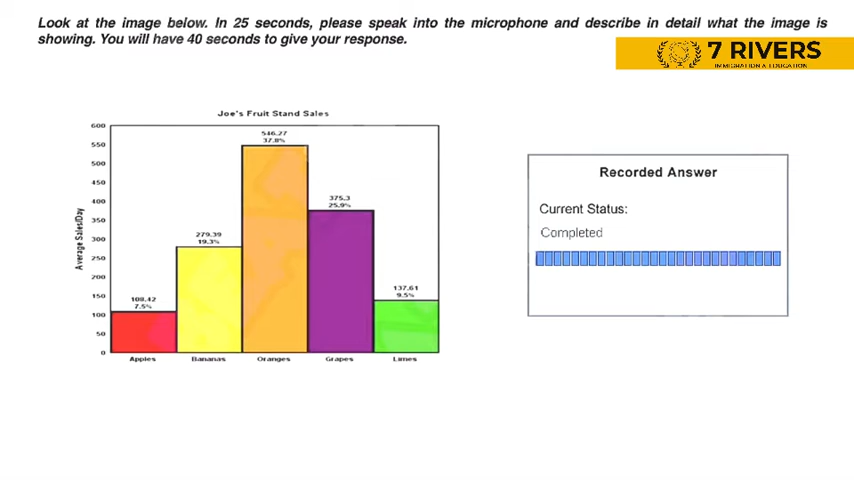 Look at the image below. In 25 seconds, please speak into the microphone and describe in detail what the image is
showing. You will have 40 seconds to give your response.
7 RIVERS
IMMIGRATION & EDUCATION
Joe's Fruit Stand Sales
600
550
500
450
400
350
300
250
200
150
100
50
0
Average Sales/Day
108.42
7.5%
279.39
19.3%
546.27
37.8%
375.3
25.9%
137.61
9.5%
Apples
Bananas
Oranges
Grapes
Limes
Recorded Answer
Current Status:
Completed